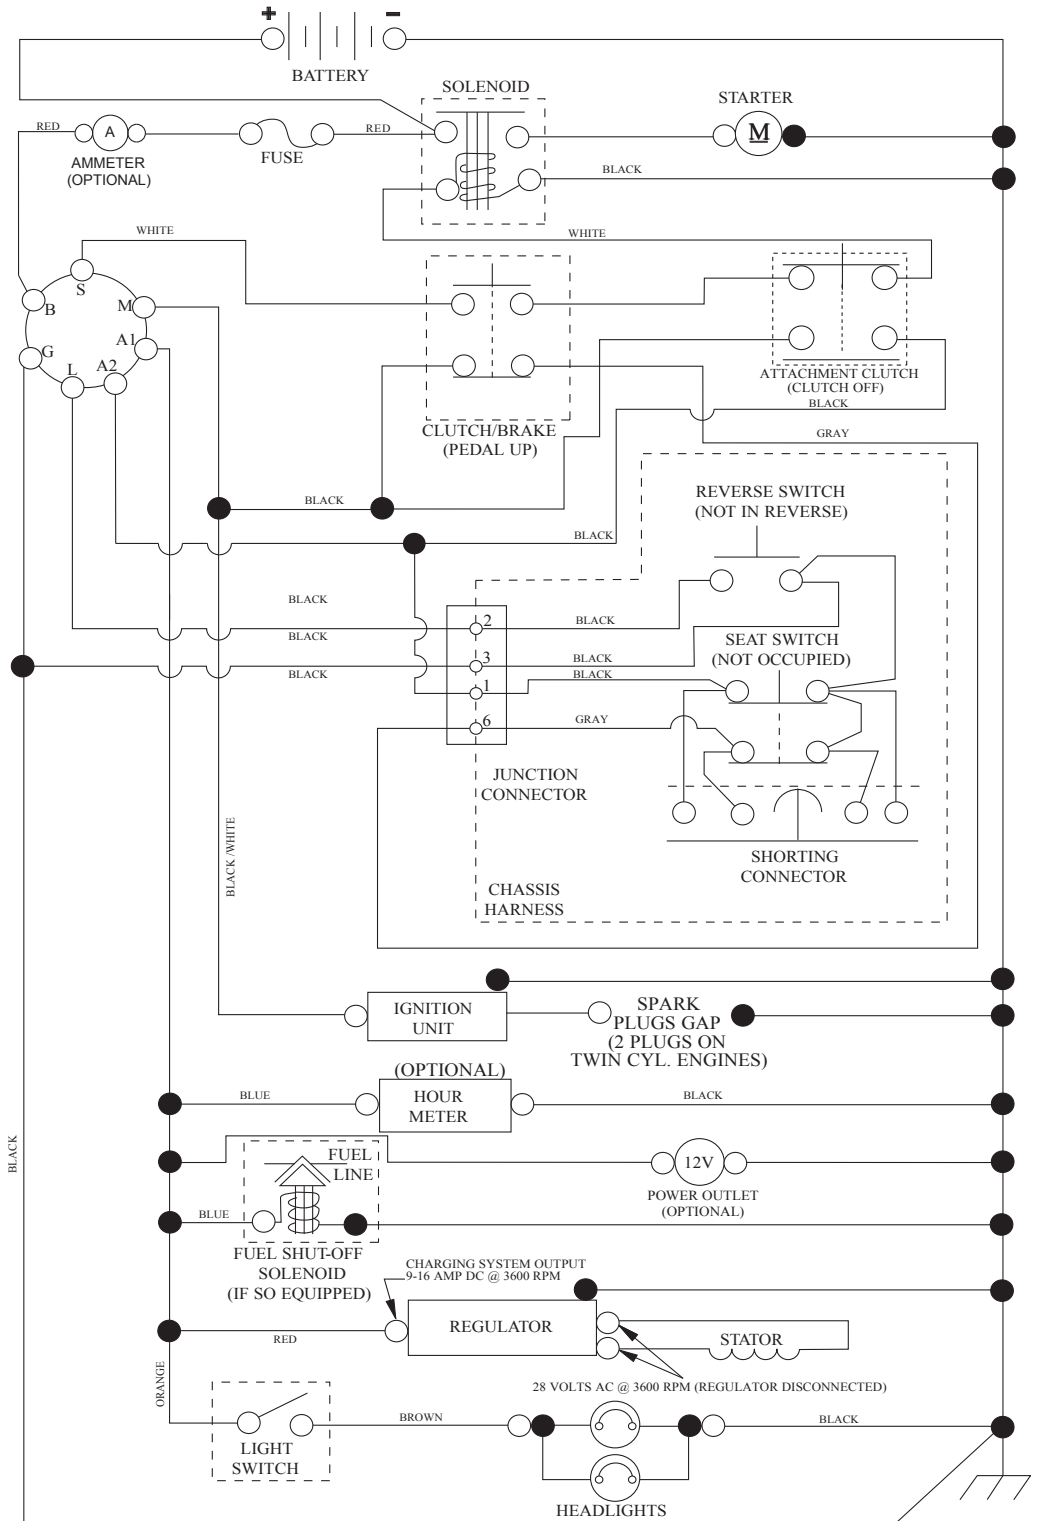 +
-
BATTERY
SOLENOID
STARTER
RED
A
AMMETER
(OPTIONAL)
FUSE
RED
M
BLACK
WHITE
WHITE
S
B
M
A1
G
L
A2
ATTACHMENT CLUTCH
(CLUTCH OFF)
BLACK
CLUTCH/BRAKE
(PEDAL UP)
GRAY
BLACK
REVERSE SWITCH
(NOT IN REVERSE)
BLACK
BLACK
2
BLACK
BLACK
SEAT SWITCH
(NOT OCCUPIED)
3
BLACK
BLACK
BLACK
1
6
GRAY
JUNCTION
CONNECTOR
BLACK /WHITE
SHORTING
CONNECTOR
CHASSIS
HARNESS
IGNITION
UNIT
SPARK
PLUGS GAP
(2 PLUGS ON
TWIN CYL. ENGINES)
(OPTIONAL)
HOUR
METER
BLUE
BLACK
BLACK
FUEL
LINE
12V
POWER OUTLET
(OPTIONAL)
BLUE
FUEL SHUT-OFF
SOLENOID
(IF SO EQUIPPED)
CHARGING SYSTEM OUTPUT
9-16 AMP DC @ 3600 RPM
REGULATOR
RED
STATOR
28 VOLTS AC @ 3600 RPM (REGULATOR DISCONNECTED)
ORANGE
LIGHT
SWITCH
BROWN
BLACK
HEADLIGHTS